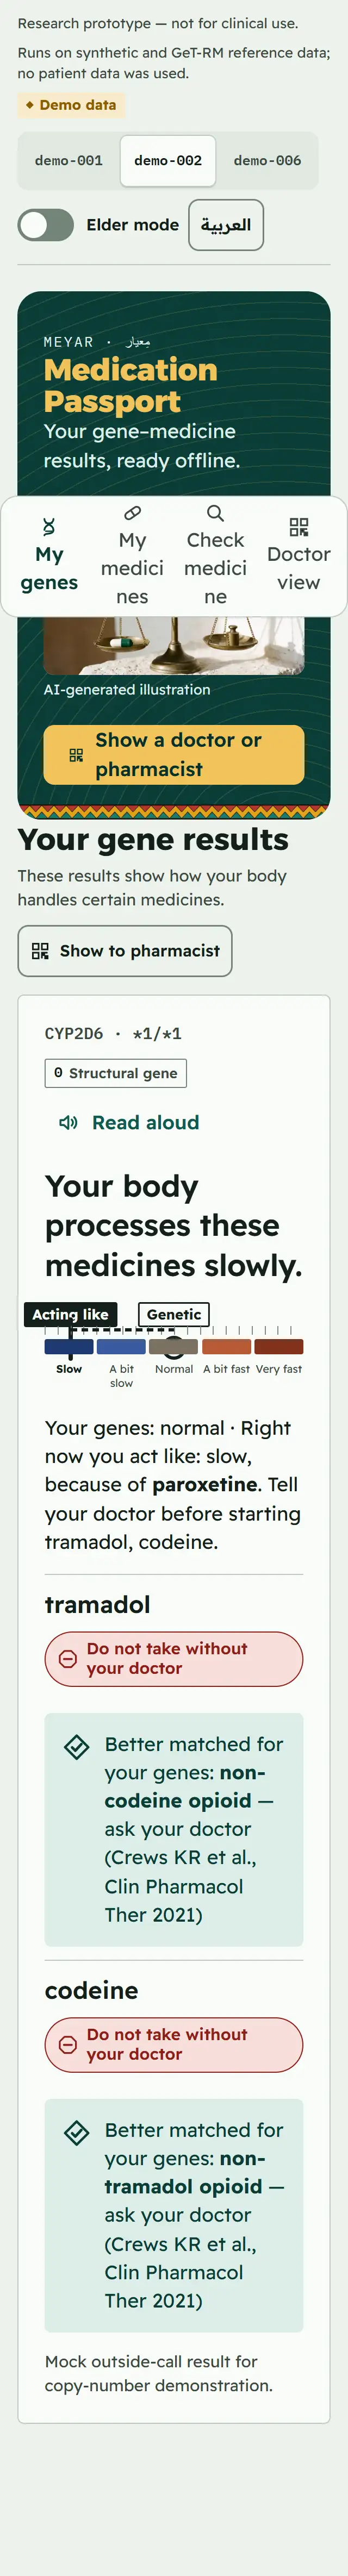 Research prototype — not for clinical use.
Runs on synthetic and GeT-RM reference data;
no patient data was used.
Demo data
demo-001
demo-002
demo-006
Elder mode
العربية
MEYAR · مِعيار
Medication
Passport
Your gene–medicine
results, ready offline.
My
genes
My
medici
nes
Check
medici
ne
Doctor
view
AI-generated illustration
Show a doctor or
pharmacist
Your gene results
These results show how your body
handles certain medicines.
Show to pharmacist
CYP2D6 · *1/*1
0 Structural gene
Read aloud
Your body
processes these
medicines slowly.
Acting like
Genetic
Slow
A bit
slow
Normal
A bit fast
Very fast
Your genes: normal · Right
now you act like: slow,
because of paroxetine. Tell
your doctor before starting
tramadol, codeine.
tramadol
Do not take without
your doctor
Better matched for
your genes: non-
codeine opioid —
ask your doctor
(Crews KR et al.,
Clin Pharmacol
Ther 2021)
codeine
Do not take without
your doctor
Better matched for
your genes: non-
tramadol opioid —
ask your doctor
(Crews KR et al.,
Clin Pharmacol
Ther 2021)
Mock outside-call result for
copy-number demonstration.